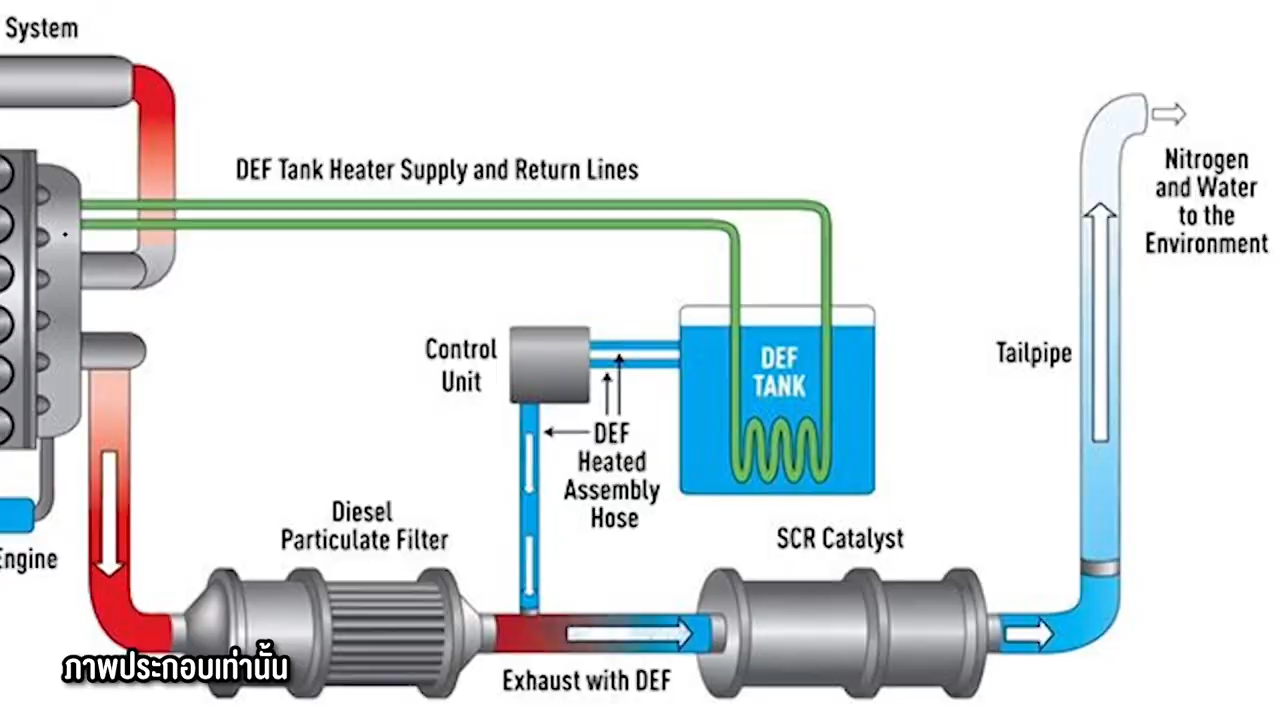 System
DEF Tank Heater Supply and Return Lines
Nitrogen
and Water
to the
Environment
Control
Unit
DEF
TANK
Tailpipe
DEF
Heated
Assembly
Hose
Diesel
Particulate Filter
SCR Catalyst
Engine
Exhaust with DEF
ภาพประกอบเท่านั้น